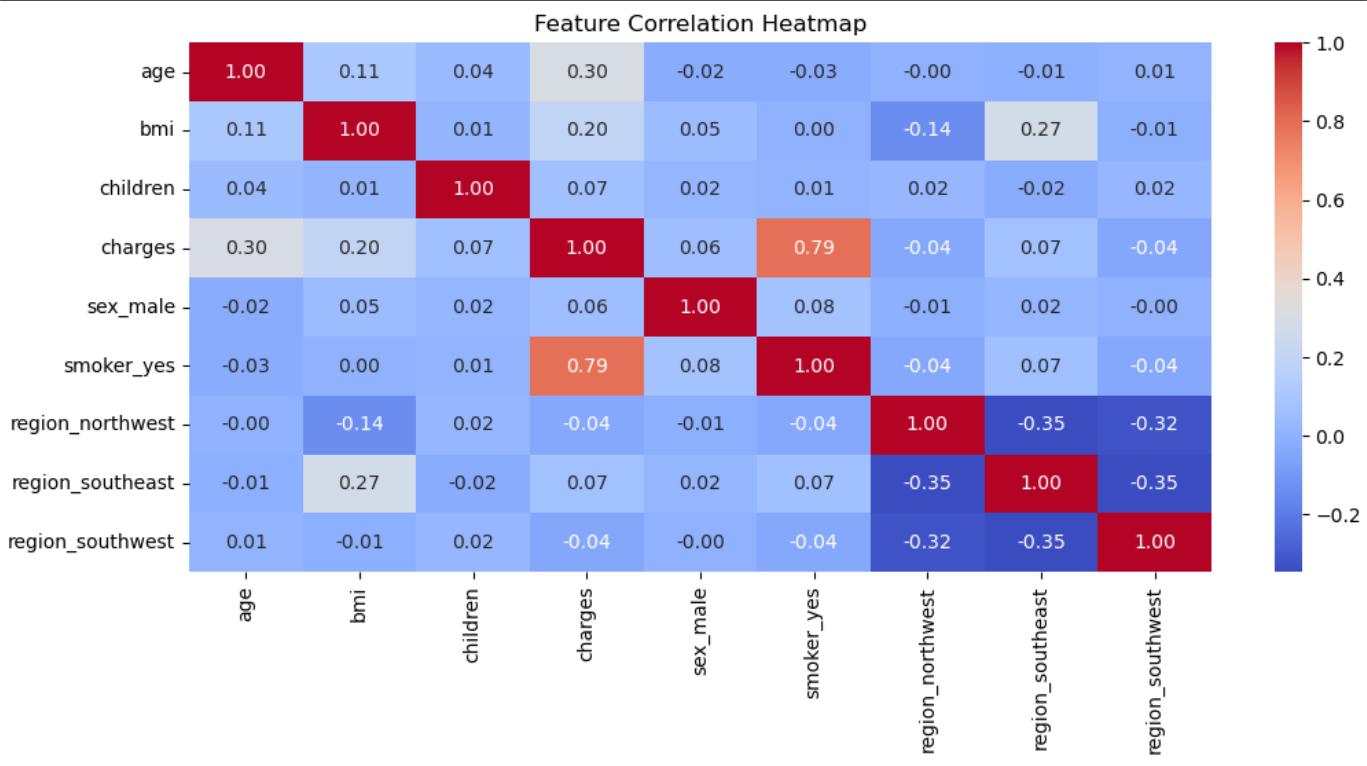 Feature Correlation Heatmap
age 1.00 0.11 0.04 0.30 -0.02 -0.03 -0.00 -0.01 0.01
bmi 0.11 1.00 0.01 0.20 0.05 0.00 -0.14 0.27 -0.01
children 0.04 0.01 1.00 0.07 0.02 0.01 0.02 -0.02 0.02
charges 0.30 0.20 0.07 1.00 0.06 0.79 -0.04 0.07 -0.04
sex_male -0.02 0.05 0.02 0.06 1.00 0.08 -0.01 0.02 -0.00
smoker_yes -0.03 0.00 0.01 0.79 0.08 1.00 -0.04 0.07 -0.04
region_northwest -0.00 -0.14 0.02 -0.04 -0.01 -0.04 1.00 -0.35 -0.32
region_southeast -0.01 0.27 -0.02 0.07 0.02 0.07 -0.35 1.00 -0.35
region_southwest 0.01 -0.01 0.02 -0.04 -0.00 -0.04 -0.32 -0.35 1.00
age
bmi
children
charges
sex_male
smoker_yes
region_northwest
region_southeast
region_southwest
1.0
0.8
0.6
0.4
0.2
0.0
−0.2